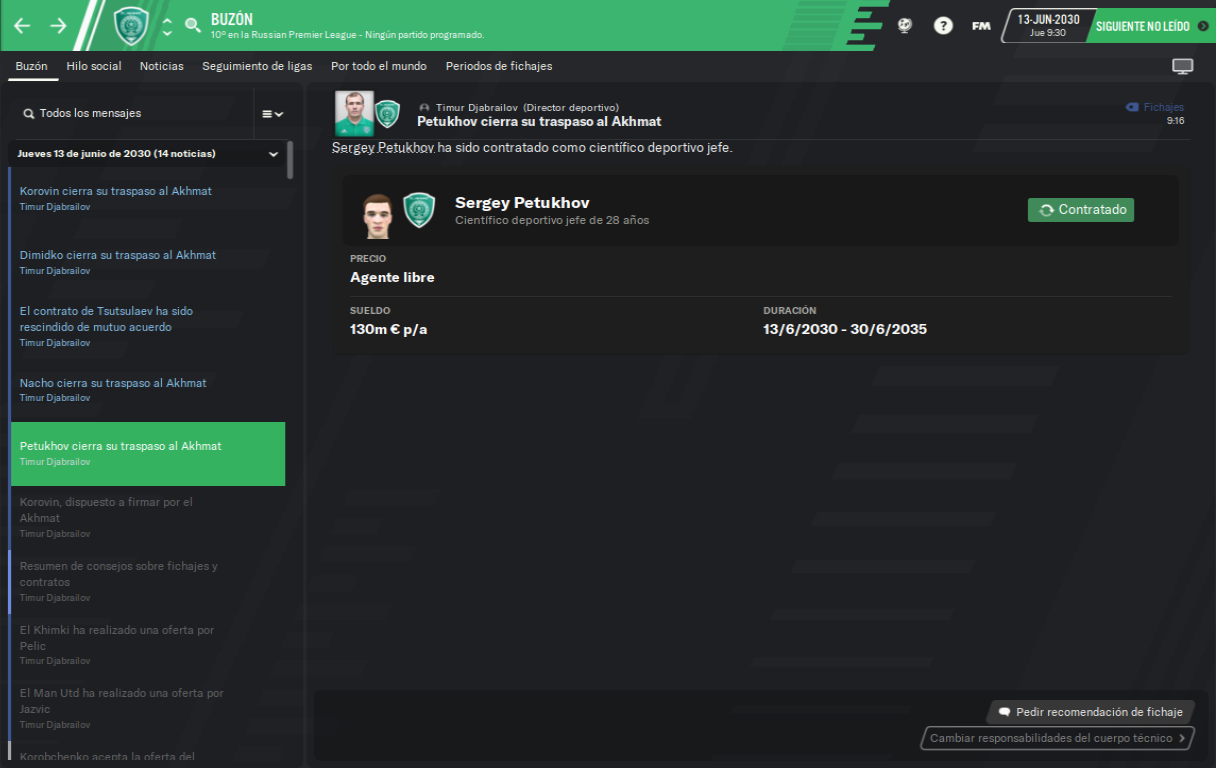 BUZÓN
10º en la Russian Premier League - Ningún partido programado.
?
FM
13-JUN-2030
Jue 9:30
SIGUIENTE NO LEÍDO
Buzón
Hilo social
Noticias
Seguimiento de ligas
Por todo el mundo
Periodos de fichajes
Todos los mensajes
Jueves 13 de junio de 2030 (14 noticias)
Korovin cierra su traspaso al Akhmat
Timur Djabrailov
Dimidko cierra su traspaso al Akhmat
Timur Djabrailov
El contrato de Tsutsulaev ha sido
rescindido de mutuo acuerdo
Timur Djabrailov
Nacho cierra su traspaso al Akhmat
Timur Djabrailov
Petukhov cierra su traspaso al Akhmat
Timur Djabrailov
Korovin, dispuesto a firmar por el
Akhmat
Timur Djabrailov
Resumen de consejos sobre fichajes y
contratos
Timur Djabrailov
El Khimki ha realizado una oferta por
Pelic
Timur Djabrailov
El Man Utd ha realizado una oferta por
Jazvic
Timur Djabrailov
Korobchenko acepta la oferta del
Timur Djabrailov (Director deportivo)
Petukhov cierra su traspaso al Akhmat
Fichajes
9:16
Sergey Petukhov ha sido contratado como científico deportivo jefe.
Sergey Petukhov
Científico deportivo jefe de 28 años
Contratado
PRECIO
Agente libre
SUELDO
130m € p/a
DURACIÓN
13/6/2030 - 30/6/2035
Pedir recomendación de fichaje
Cambiar responsabilidades del cuerpo técnico